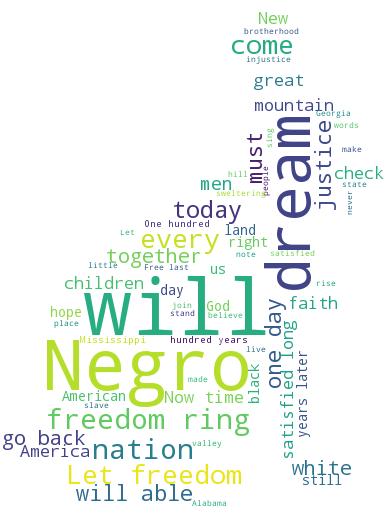 New
brotherhood
come
injustice
great
mountain
Georgia
words
sing
dream
justice
must
make
people
check
men
state
sweltering
hill
never
today
One hundred
land
Let
every
right
satisfied
together
note
little
Free last
us
children
day
will
rise
join
God
faith
hope
stand
believe
place
one day
Mississippi
hundred years
satisfied long
years later
live
Negro
made
black
American
Now time
slave
freedom ring
go back
America
nation
valley
Let freedom
white
still
will able
Alabama